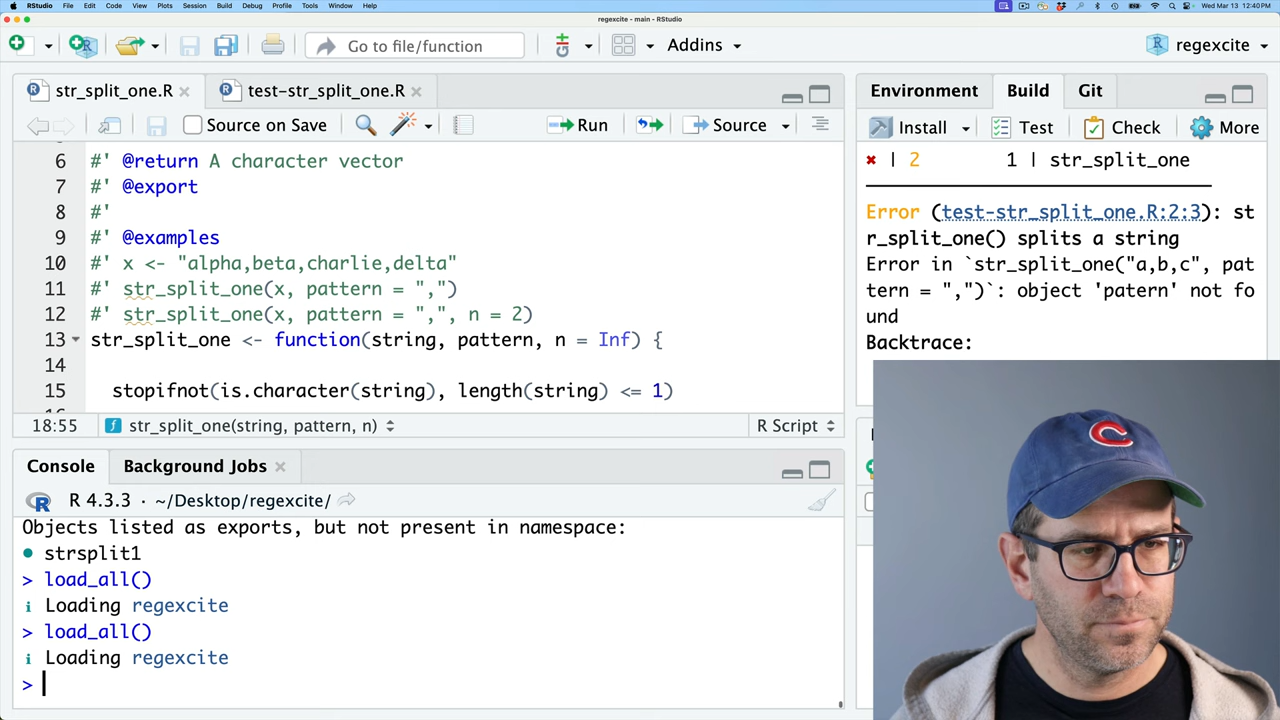 RStudio File Edit Code View Plots Session Build Debug Profile Tools Window Help Wed Mar 13 12:40PM
regexcite - main - RStudio
Go to file/function Addins regexcite
str_split_one.R test-str_split_one.R
Source on Save Run Source
6 #' @return A character vector
7 #' @export
8 #'
9 #' @examples
10 #' x <- "alpha,beta,charlie,delta"
11 #' str_split_one(x, pattern = ",")
12 #' str_split_one(x, pattern = ",", n = 2)
13 str_split_one <- function(string, pattern, n = Inf) {
14
15 stopifnot(is.character(string), length(string) <= 1)
18:55 str_split_one(string, pattern, n) R Script
Console Background Jobs
R 4.3.3 · ~/Desktop/regexcite/
Objects listed as exports, but not present in namespace:
• strsplit1
> load_all()
ℹ Loading regexcite
> load_all()
ℹ Loading regexcite
>
Environment Build Git
Install Test Check More
✖ | 2 1 | str_split_one
Error (test-str_split_one.R:2:3): st
r_split_one() splits a string
Error in `str_split_one("a,b,c", pat
tern = ",")`: object 'patern' not fo
und
Backtrace:
C